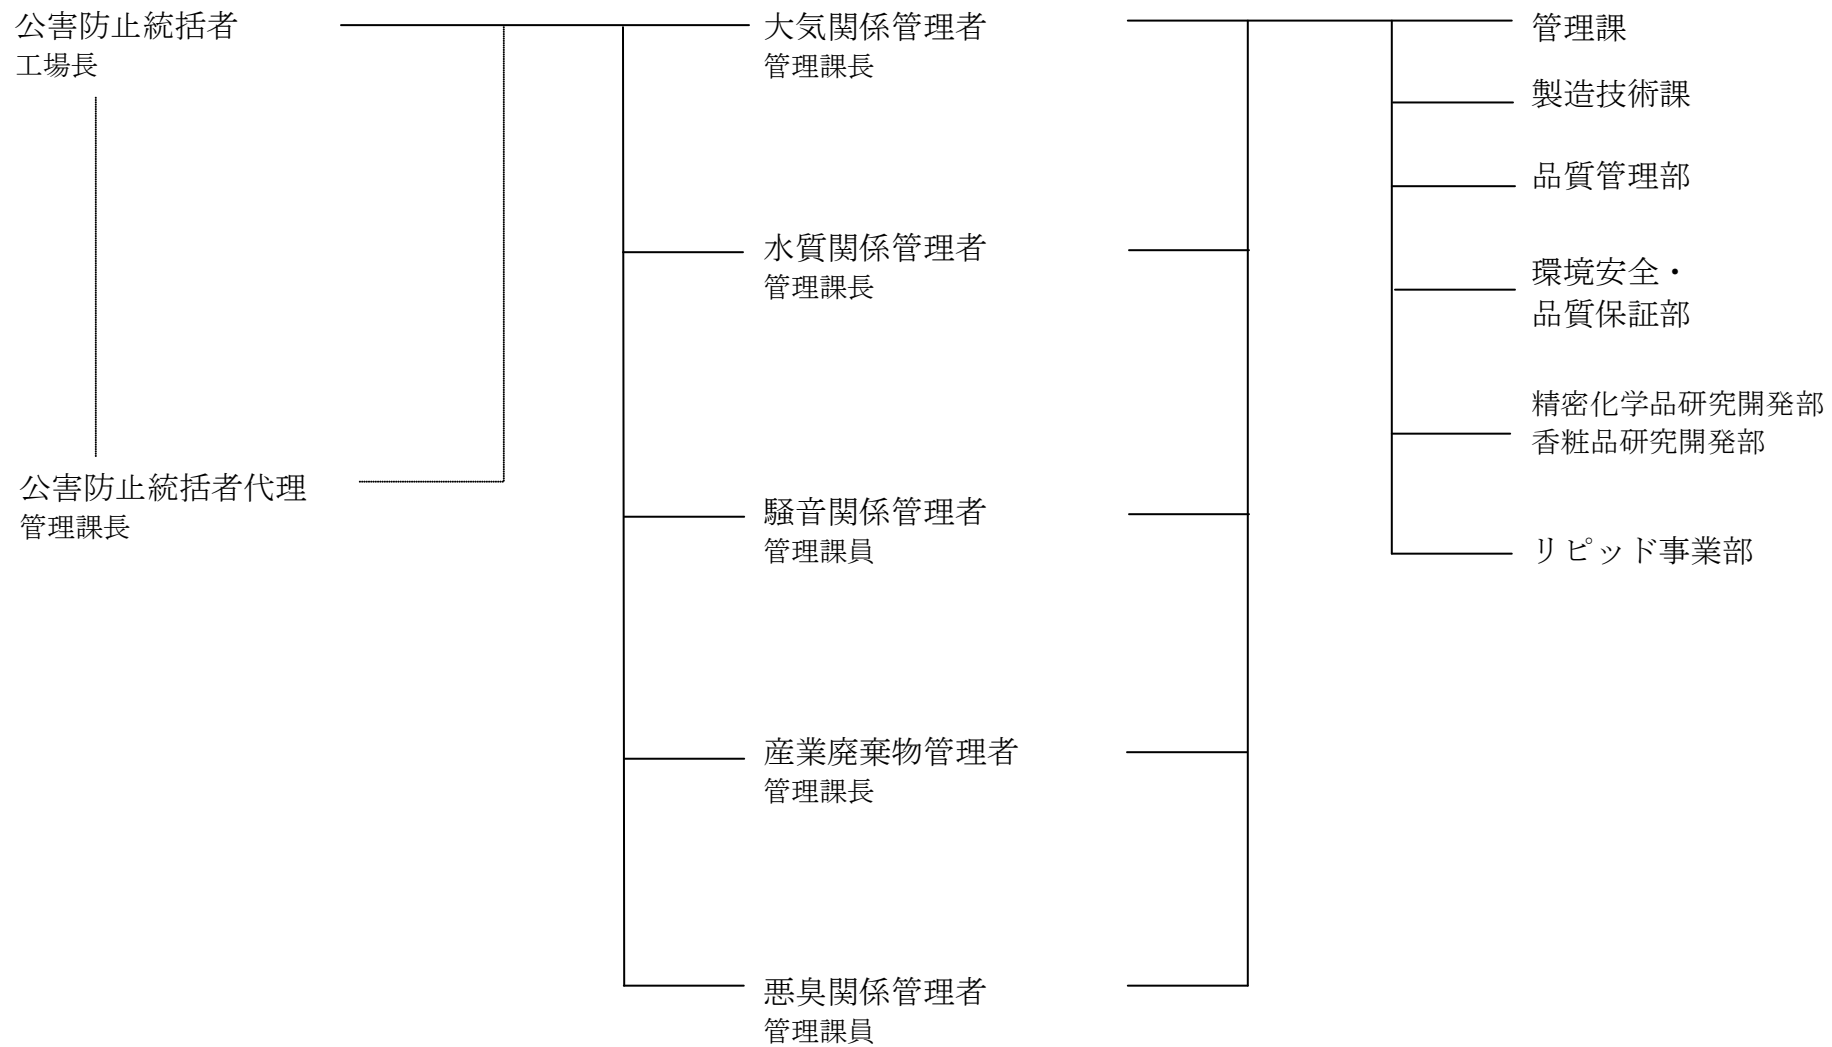 公害防止統括者
工場長
公害防止統括者代理
管理課長
大気関係管理者
管理課長
水質関係管理者
管理課長
騒音関係管理者
管理課員
産業廃棄物管理者
管理課長
悪臭関係管理者
管理課員
管理課
製造技術課
品質管理部
環境安全・
品質保証部
精密化学品研究開発部
香粧品研究開発部
リピッド事業部